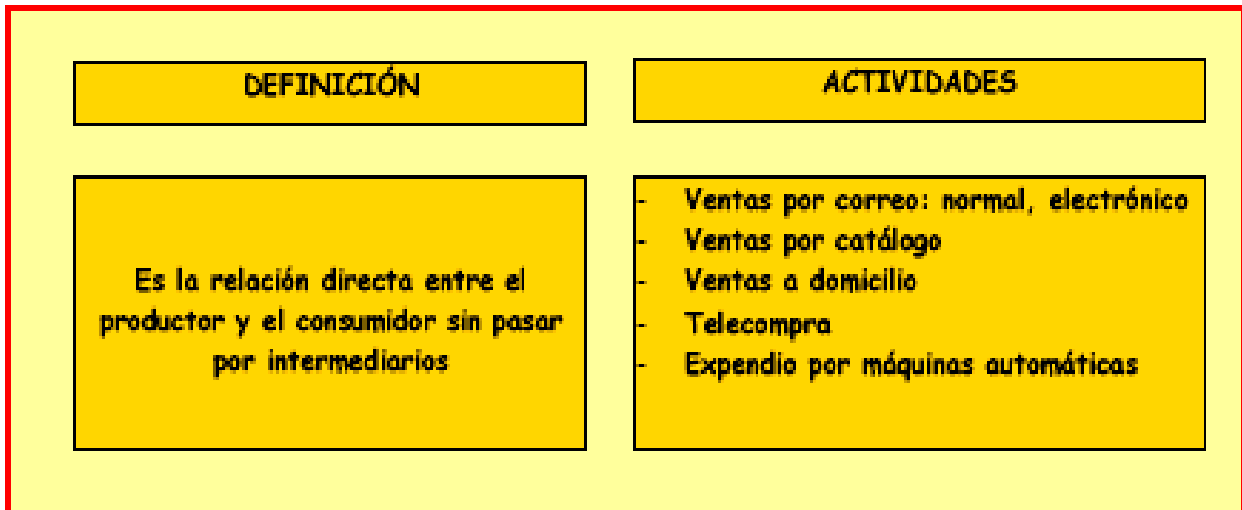 DEFINICIÓN
Es la relación directa entre el
productor y el consumidor sin pasar
por intermediarios
ACTIVIDADES
- Ventas por correo: normal, electrónico
- Ventas por catálogo
- Ventas a domicilio
- Telecompra
- Expendio por máquinas automáticas